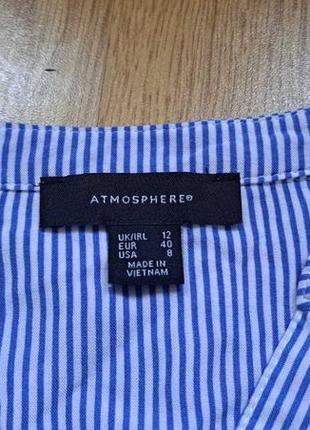 ATMOSPHERE®
UK/IRL 12
EUR 40
USA 8
MADE IN
VIETNAM